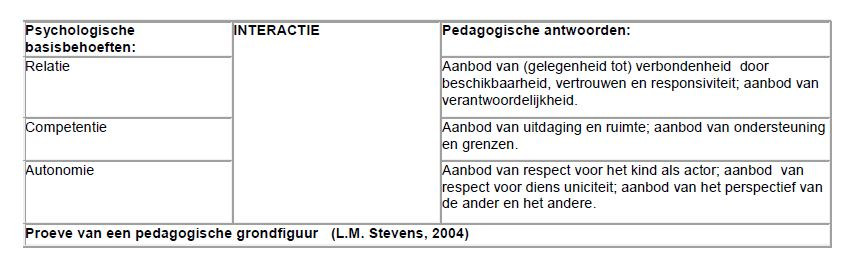 Psychologische
basisbehoeften:
INTERACTIE
Pedagogische antwoorden:
Relatie
Aanbod van (gelegenheid tot) verbondenheid door
beschikbaarheid, vertrouwen en responsiviteit; aanbod van
verantwoordelijkheid.
Competentie
Aanbod van uitdaging en ruimte; aanbod van ondersteuning
en grenzen.
Autonomie
Aanbod van respect voor het kind als actor; aanbod van
respect voor diens uniciteit; aanbod van het perspectief van
de ander en het andere.
Proeve van een pedagogische grondfiguur (L.M. Stevens, 2004)